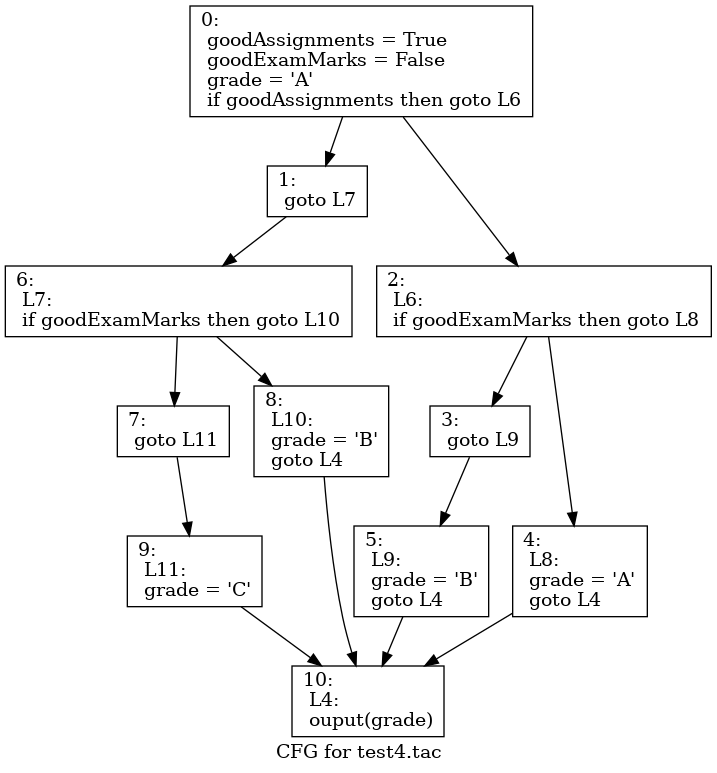 0:
goodAssignments = True
goodExamMarks = False
grade = 'A'
if goodAssignments then goto L6
1:
goto L7
6:
L7:
if goodExamMarks then goto L10
2:
L6:
if goodExamMarks then goto L8
7:
goto L11
8:
L10:
grade = 'B'
goto L4
3:
goto L9
9:
L11:
grade = 'C'
5:
L9:
grade = 'B'
goto L4
4:
L8:
grade = 'A'
goto L4
10:
L4:
ouput(grade)
CFG for test4.tac